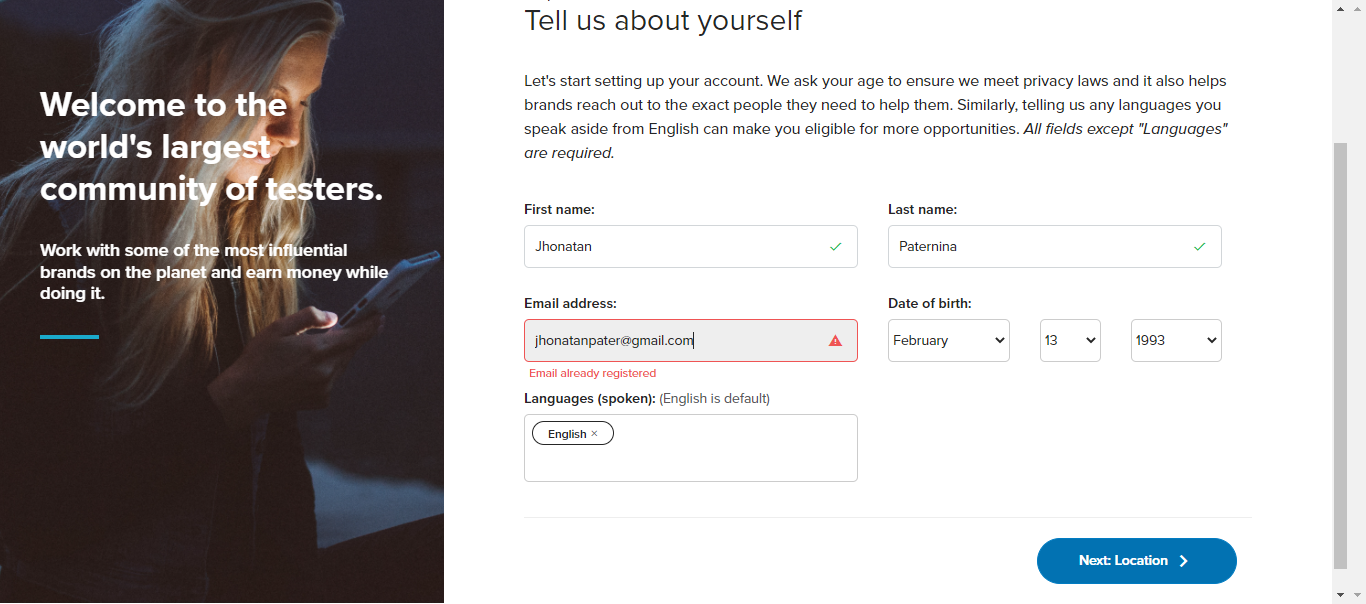 Welcome to the
world's largest
community of testers.
Work with some of the most influential
brands on the planet and earn money while
doing it.
Tell us about yourself
Let's start setting up your account. We ask your age to ensure we meet privacy laws and it also helps
brands reach out to the exact people they need to help them. Similarly, telling us any languages you
speak aside from English can make you eligible for more opportunities. All fields except "Languages"
are required.
First name:
Last name:
Jhonatan
Paternina
Email address:
Date of birth:
jhonatanpater@gmail.com
February
13
1993
Email already registered
Languages (spoken): (English is default)
English ×
Next: Location